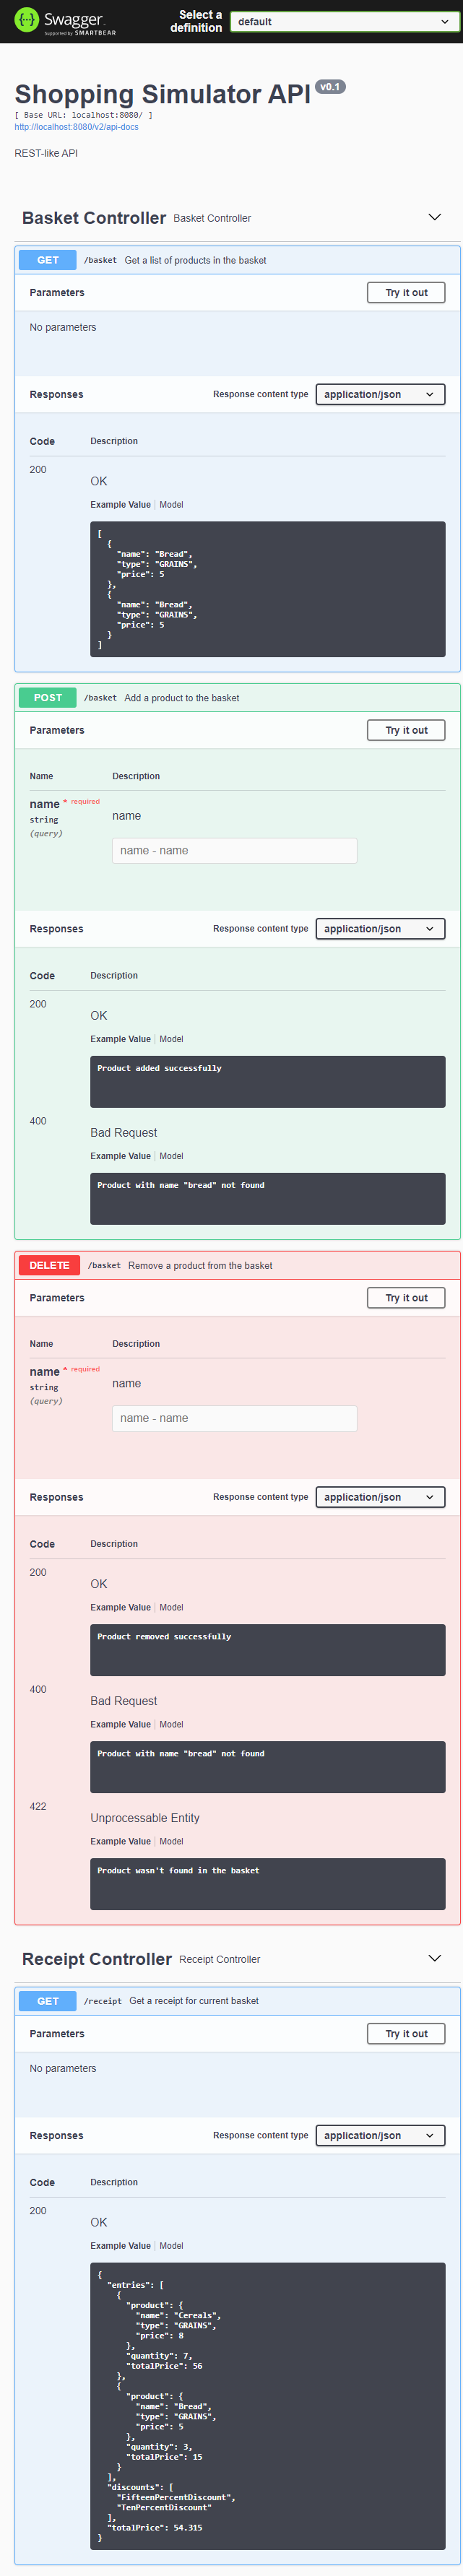 Swagger.
Supported by SMARTBEAR
Select a
definition
default
Shopping Simulator API v0.1
[ Base URL: localhost:8080/ ]
http://localhost:8080/v2/api-docs
REST-like API
Basket Controller Basket Controller
GET /basket Get a list of products in the basket
Parameters Try it out
No parameters
Responses Response content type application/json
Code Description
200
OK
Example Value Model
[
{
"name": "Bread",
"type": "GRAINS",
"price": 5
},
{
"name": "Bread",
"type": "GRAINS",
"price": 5
}
]
POST /basket Add a product to the basket
Parameters Try it out
Name Description
name * required
string
(query)
name
name - name
Responses Response content type application/json
Code Description
200
OK
Example Value Model
Product added successfully
400
Bad Request
Example Value Model
Product with name "bread" not found
DELETE /basket Remove a product from the basket
Parameters Try it out
Name Description
name * required
string
(query)
name
name - name
Responses Response content type application/json
Code Description
200
OK
Example Value Model
Product removed successfully
400
Bad Request
Example Value Model
Product with name "bread" not found
422
Unprocessable Entity
Example Value Model
Product wasn't found in the basket
Receipt Controller Receipt Controller
GET /receipt Get a receipt for current basket
Parameters Try it out
No parameters
Responses Response content type application/json
Code Description
200
OK
Example Value Model
{
"entries": [
{
"product": {
"name": "Cereals",
"type": "GRAINS",
"price": 8
},
"quantity": 7,
"totalPrice": 56
},
{
"product": {
"name": "Bread",
"type": "GRAINS",
"price": 5
},
"quantity": 3,
"totalPrice": 15
}
],
"discounts": [
"FifteenPercentDiscount",
"TenPercentDiscount"
],
"totalPrice": 54.315
}